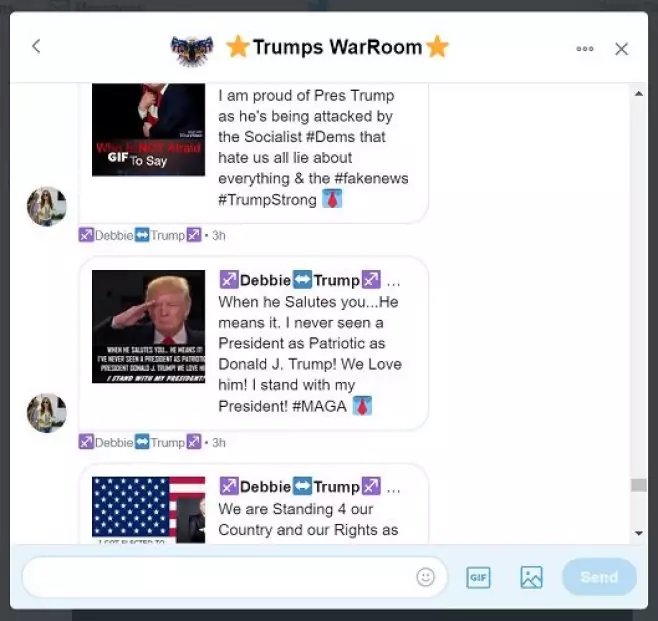 ⭐Trumps WarRoom⭐
I am proud of Pres Trump
as he's being attacked by
the Socialist #Dems that
hate us all lie about
everything & the #fakenews
#TrumpStrong
Who Is NOT Afraid
GIF To Say
♐Debbie↔Trump♐ • 3h
♐Debbie↔Trump♐ ...
When he Salutes you...He
means it. I never seen a
President as Patriotic as
Donald J. Trump! We Love
him! I stand with my
President! #MAGA
WHEN HE SALUTES YOU... HE MEANS IT!
I'VE NEVER SEEN A PRESIDENT AS PATRIOTIC
PRESIDENT DONALD J. TRUMP! WE LOVE HI
I STAND WITH MY PRESIDENT!
♐Debbie↔Trump♐ • 3h
♐Debbie↔Trump♐ ...
We are Standing 4 our
Country and our Rights as
I GOT ELECTED TO
GIF
Send